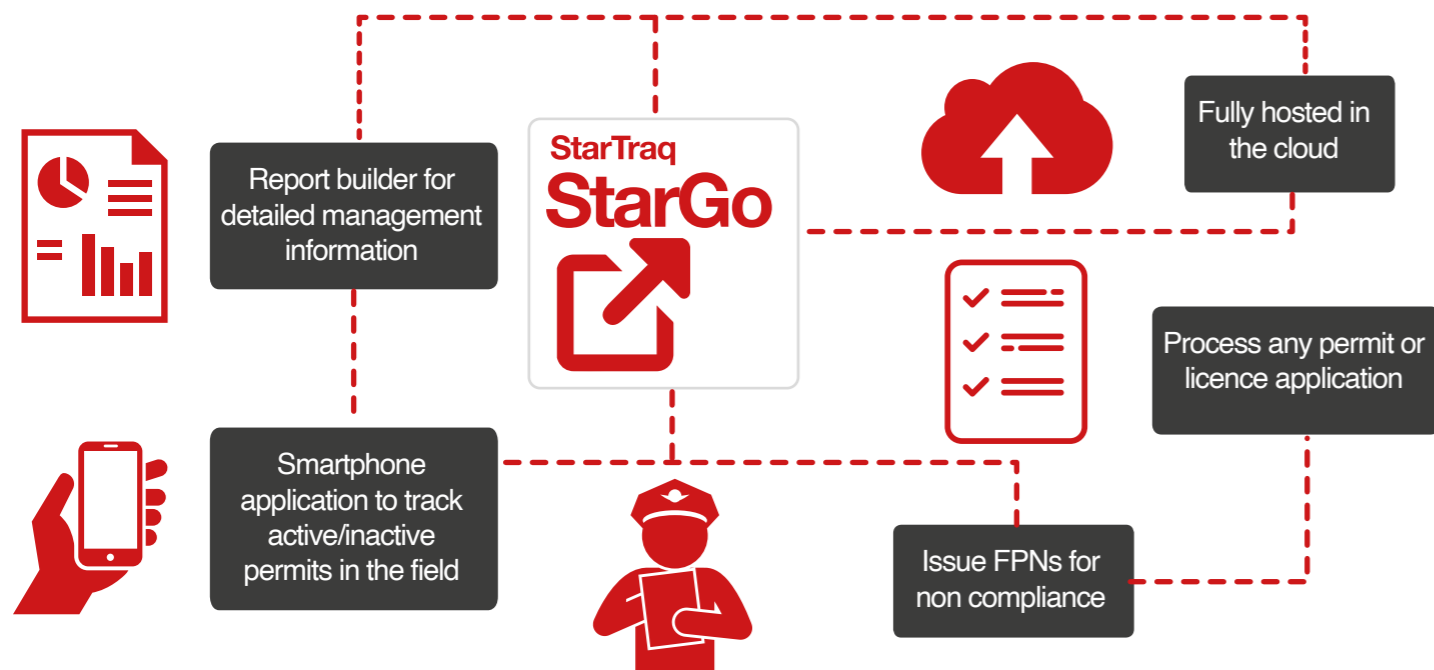 StarTraq
StarGo
Fully hosted in
the cloud
Report builder for
detailed management
information
Process any permit or
licence application
Smartphone
application to track
active/inactive
permits in the field
Issue FPNs for
non compliance